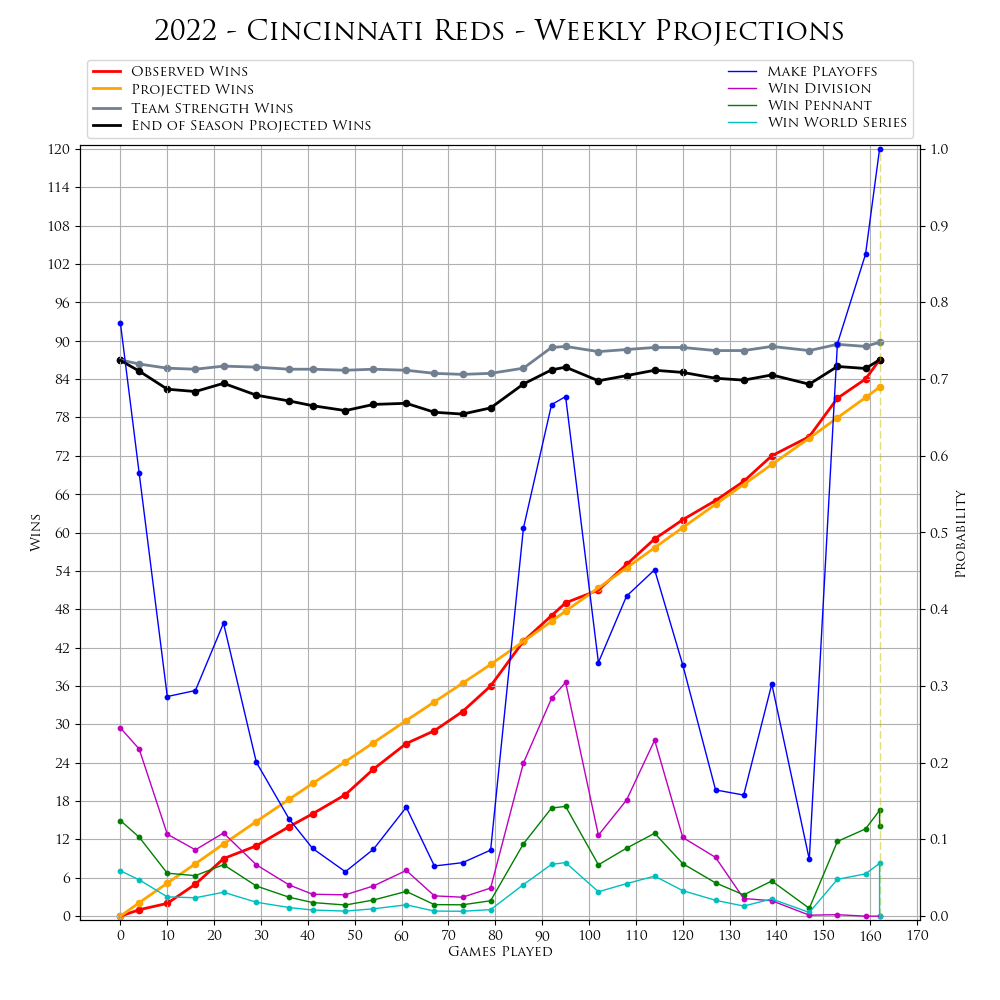 2022 - Cincinnati Reds - Weekly Projections
Observed Wins
Projected Wins
Team Strength Wins
End of Season Projected Wins
Make Playoffs
Win Division
Win Pennant
Win World Series
120
114
108
102
96
90
84
78
72
66
60
54
48
42
36
30
24
18
12
6
0
Wins
1.0
0.9
0.8
0.7
0.6
0.5
0.4
0.3
0.2
0.1
0.0
Probability
0 10 20 30 40 50 60 70 80 90 100 110 120 130 140 150 160 170
Games Played